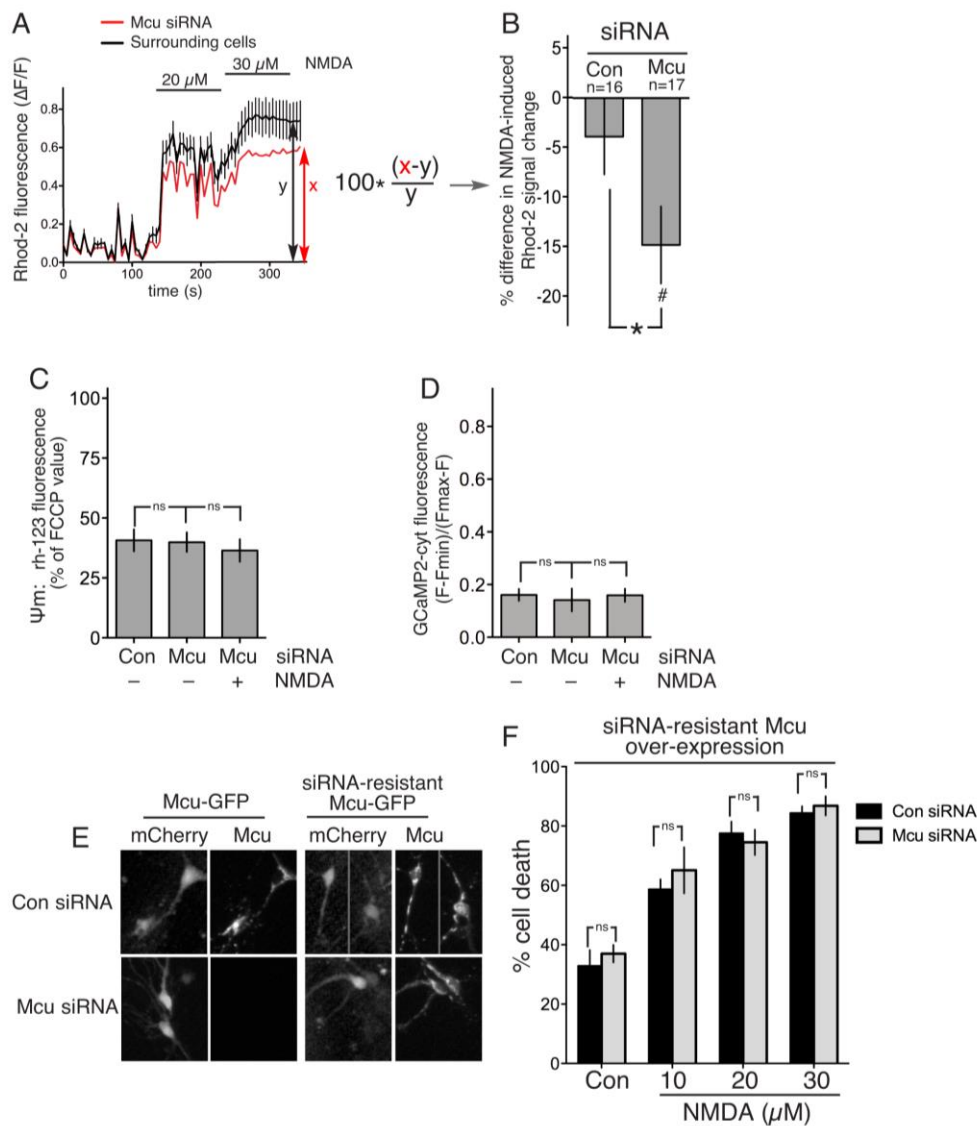 A
Mcu siRNA
Surrounding cells
20 µM
30 µM
NMDA
Rhod-2 fluorescence (ΔF/F)
0.8
0.6
0.4
0.2
0.0
0 100 200 300
time (s)
y
x
100* (x-y)
y
B
siRNA
Con Mcu
n=16 n=17
% difference in NMDA-induced
Rhod-2 signal change
5
0
-5
-10
-15
-20
#
*
C
Ψm: rh-123 fluorescence
(% of FCCP value)
100
75
50
25
0
ns ns
Con Mcu Mcu siRNA
– – + NMDA
D
GCaMP2-cyt fluorescence
(F-Fmin)/(Fmax-F)
0.8
0.6
0.4
0.2
0.0
ns ns
Con Mcu Mcu siRNA
– – + NMDA
E
Mcu-GFP
siRNA-resistant
Mcu-GFP
mCherry Mcu mCherry Mcu
Con siRNA
Mcu siRNA
F
siRNA-resistant Mcu
over-expression
% cell death
100
80
60
40
20
0
ns ns ns ns
Con siRNA
Mcu siRNA
Con 10 20 30
NMDA (µM)